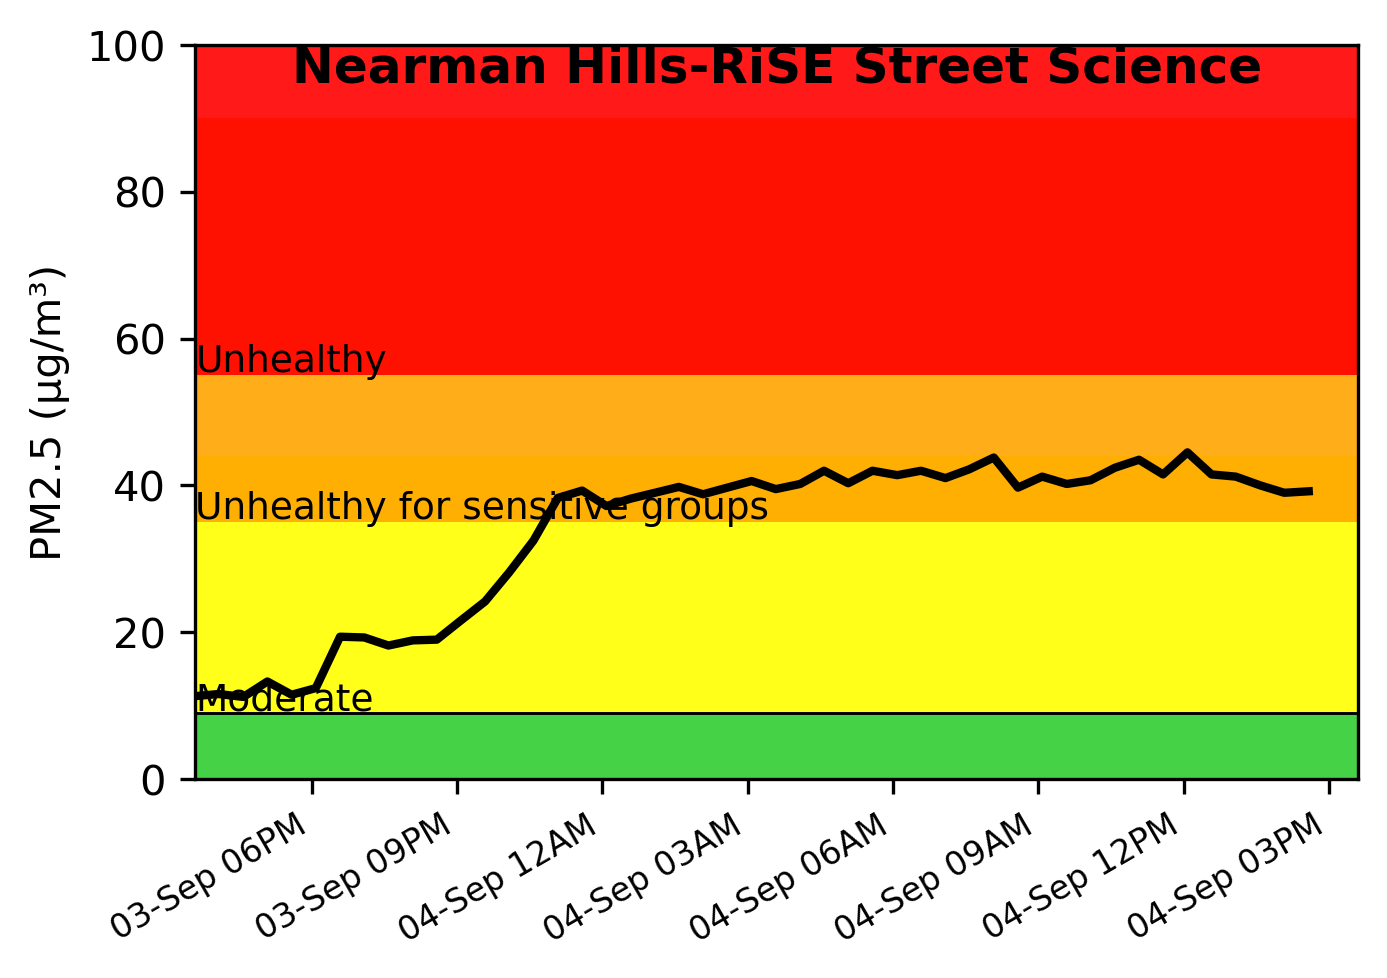 Nearman Hills-RiSE Street Science
100
80
60
40
20
0
PM2.5 (µg/m³)
Unhealthy
Unhealthy for sensitive groups
Moderate
03-Sep 06PM
03-Sep 09PM
04-Sep 12AM
04-Sep 03AM
04-Sep 06AM
04-Sep 09AM
04-Sep 12PM
04-Sep 03PM